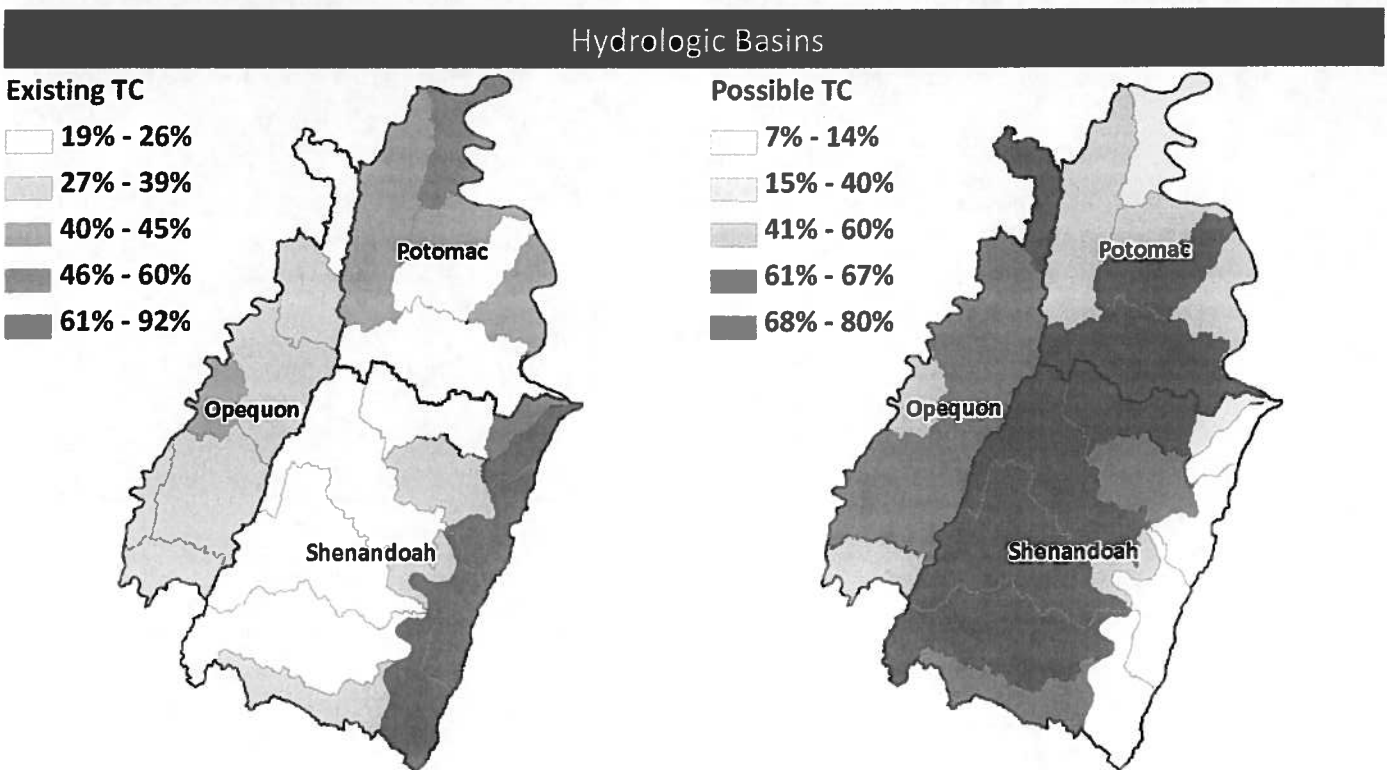 Hydrologic Basins
Existing TC
19% - 26%
27% - 39%
40% - 45%
46% - 60%
61% - 92%
Potomac
Opequon
Shenandoah
Possible TC
7% - 14%
15% - 40%
41% - 60%
61% - 67%
68% - 80%
Potomac
Opequon
Shenandoah